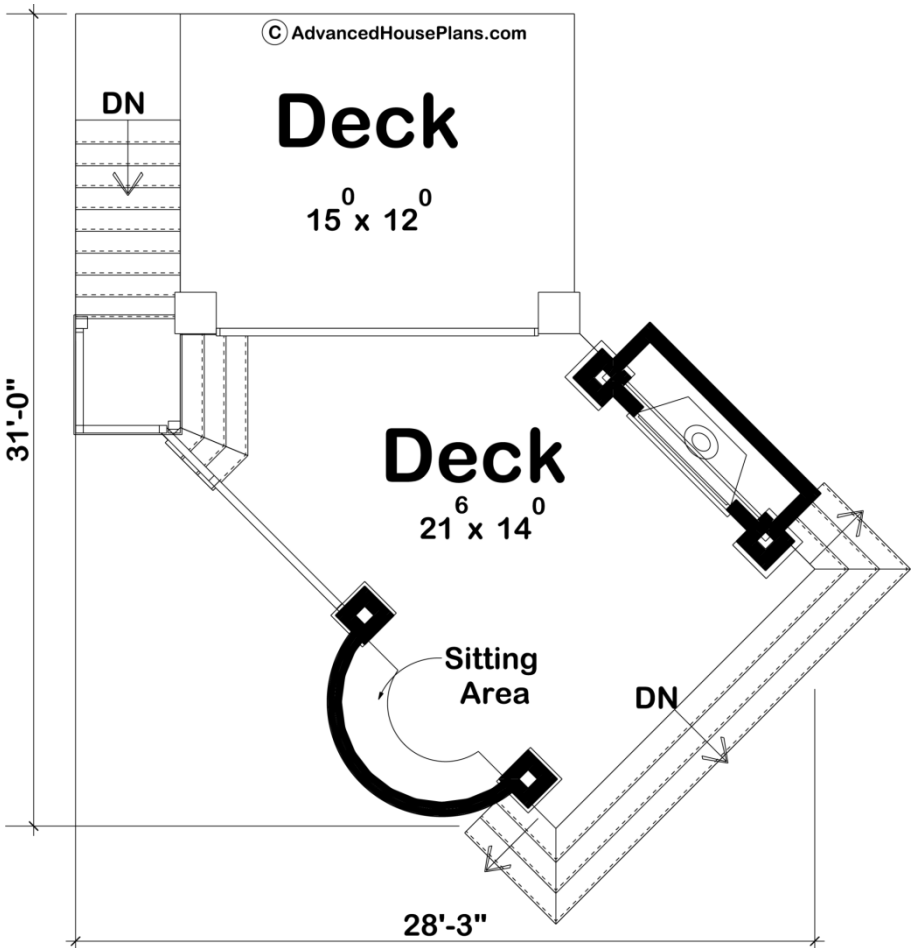 © AdvancedHousePlans.com
DN
Deck
15⁰ x 12⁰
31'-0"
Deck
21⁶ x 14⁰
Sitting
Area
DN
28'-3"